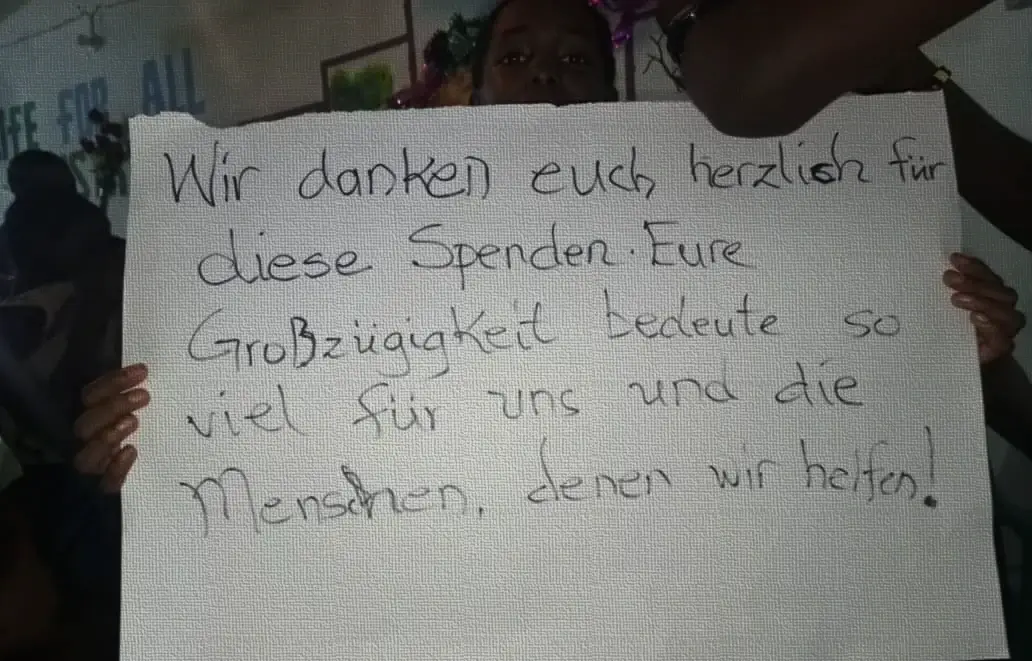 IFE FOR ALL
Wir danken euch herzlich für
diese Spenden. Eure
Großzügigkeit bedeute so
viel für uns und die
Menschen, denen wir helfen!